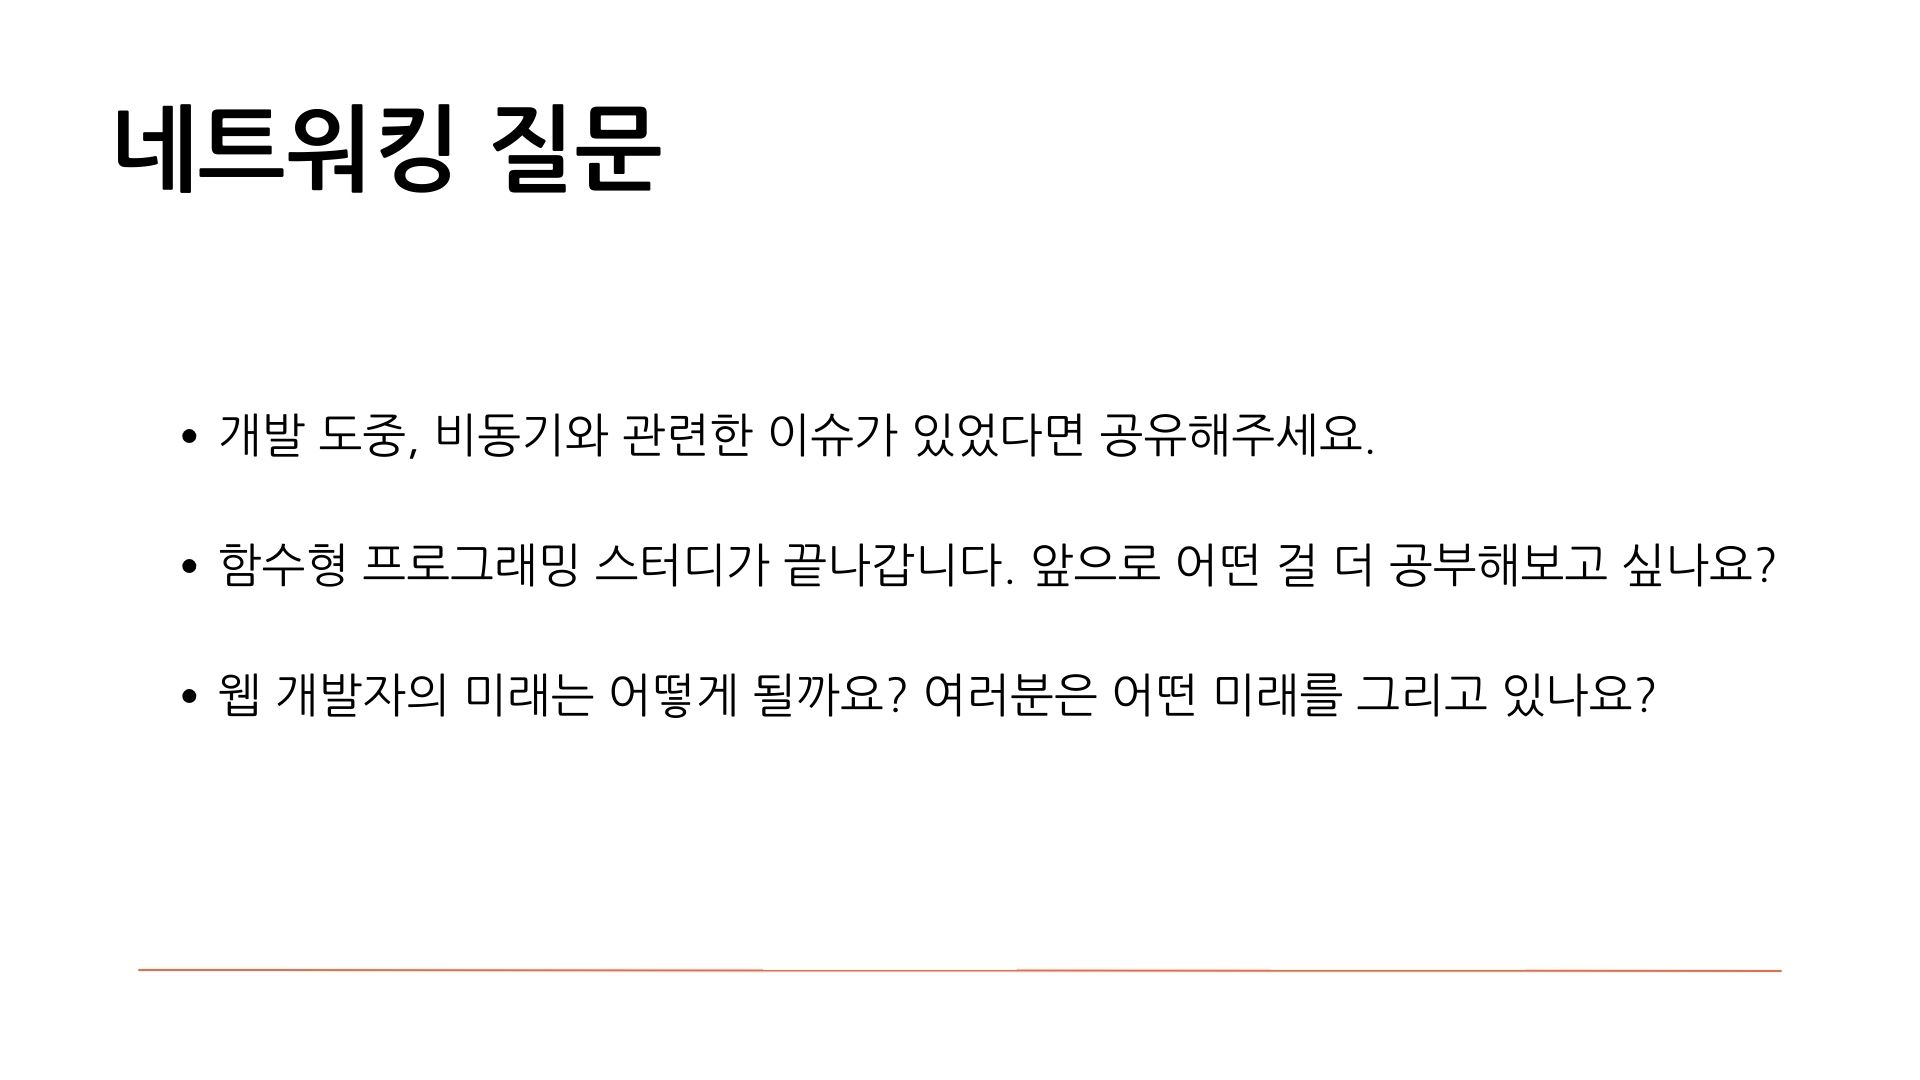 네트워킹 질문
• 개발 도중, 비동기와 관련한 이슈가 있었다면 공유해주세요.
• 함수형 프로그래밍 스터디가 끝나갑니다. 앞으로 어떤 걸 더 공부해보고 싶나요?
• 웹 개발자의 미래는 어떻게 될까요? 여러분은 어떤 미래를 그리고 있나요?